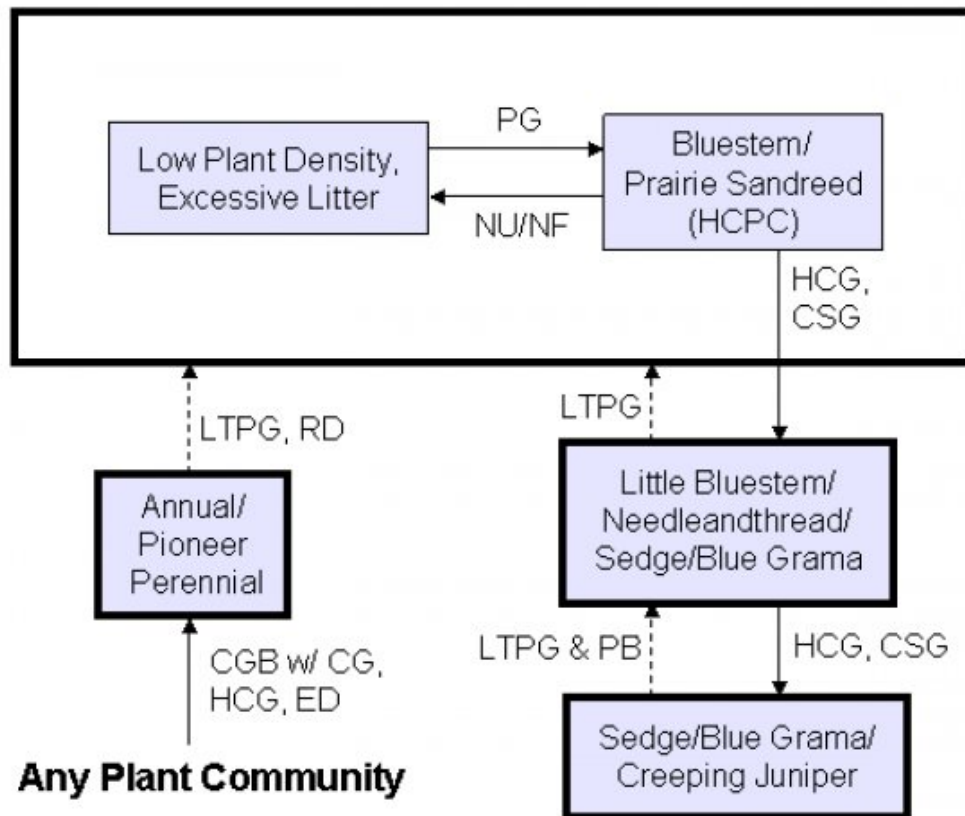 PG
Low Plant Density,
Excessive Litter
Bluestem/
Prairie Sandreed
(HCPC)
NU/NF
HCG,
CSG
LTPG, RD
LTPG
Annual/
Pioneer
Perennial
Little Bluestem/
Needleandthread/
Sedge/Blue Grama
CGB w/ CG,
HCG, ED
LTPG & PB
HCG, CSG
Any Plant Community
Sedge/Blue Grama/
Creeping Juniper